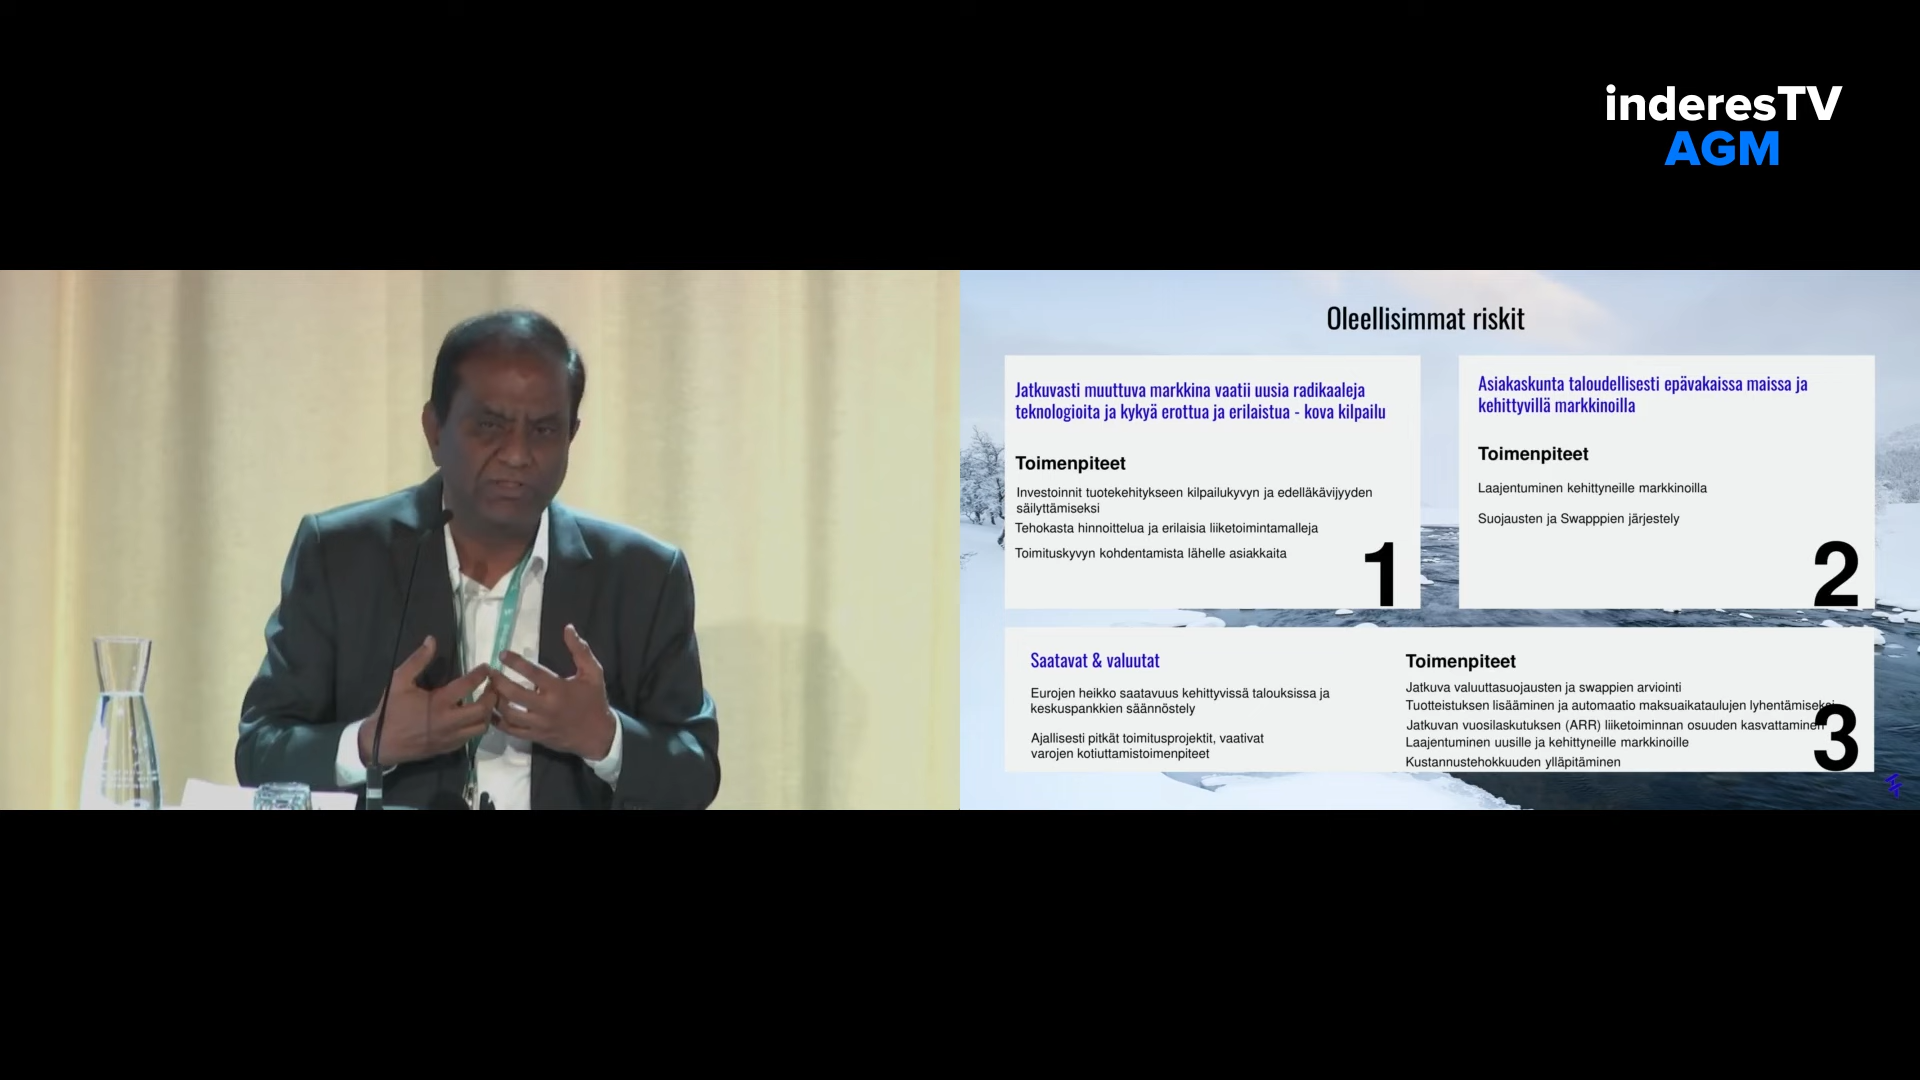 inderesTV
AGM
Oleellisimmat riskit
Jatkuvasti muuttuva markkina vaatii uusia radikaaleja
teknologioita ja kykyä erottua ja erilaistua - kova kilpailu
Toimenpiteet
Investoinnit tuotekehitykseen kilpailukyvyn ja edelläkävijyyden
säilyttämiseksi
Tehokasta hinnoittelua ja erilaisia liiketoimintamalleja
Toimituskyvyn kohdentamista lähelle asiakkaita
1
Asiakaskunta taloudellisesti epävakaissa maissa ja
kehittyvillä markkinoilla
Toimenpiteet
Laajentuminen kehittyneille markkinoilla
Suojausten ja Swapppien järjestely
2
Saatavat & valuutat
Eurojen heikko saatavuus kehittyvissä talouksissa ja
keskuspankkien säännöstely
Ajallisesti pitkät toimitusprojektit, vaativat
varojen kotiuttamistoimenpiteet
Toimenpiteet
Jatkuva valuuttasuojausten ja swappien arviointi
Tuotteistuksen lisääminen ja automaatio maksuaikataulujen lyhentämiseksi
Jatkuvan vuosilaskutuksen (ARR) liiketoiminnan osuuden kasvattaminen
Laajentuminen uusille ja kehittyneille markkinoille
Kustannustehokkuuden ylläpitäminen
3